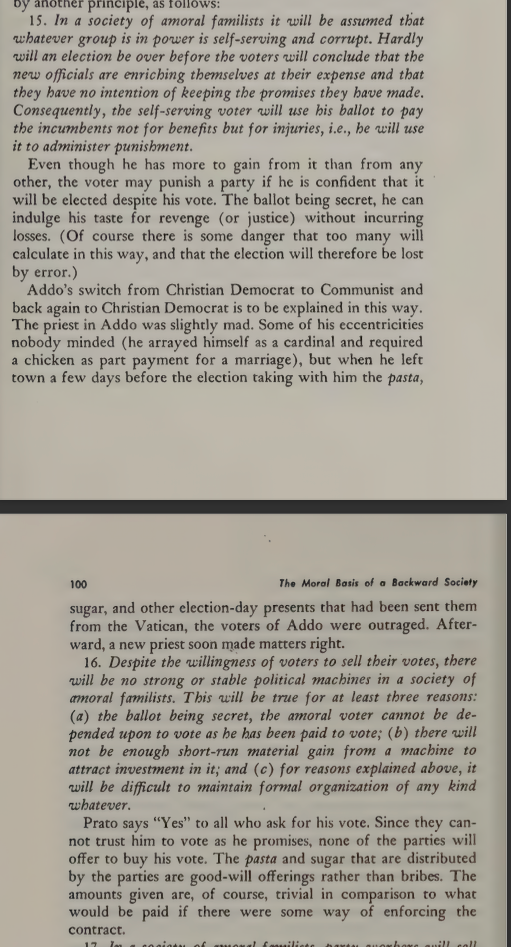 by another principle, as follows:
15. In a society of amoral familists it will be assumed that
whatever group is in power is self-serving and corrupt. Hardly
will an election be over before the voters will conclude that the
new officials are enriching themselves at their expense and that
they have no intention of keeping the promises they have made.
Consequently, the self-serving voter will use his ballot to pay
the incumbents not for benefits but for injuries, i.e., he will use
it to administer punishment.
Even though he has more to gain from it than from any
other, the voter may punish a party if he is confident that it
will be elected despite his vote. The ballot being secret, he can
indulge his taste for revenge (or justice) without incurring
losses. (Of course there is some danger that too many will
calculate in this way, and that the election will therefore be lost
by error.)
Addo's switch from Christian Democrat to Communist and
back again to Christian Democrat is to be explained in this way.
The priest in Addo was slightly mad. Some of his eccentricities
nobody minded (he arrayed himself as a cardinal and required
a chicken as part payment for a marriage), but when he left
town a few days before the election taking with him the pasta,
100 The Moral Basis of a Backward Society
sugar, and other election-day presents that had been sent them
from the Vatican, the voters of Addo were outraged. After-
ward, a new priest soon made matters right.
16. Despite the willingness of voters to sell their votes, there
will be no strong or stable political machines in a society of
amoral familists. This will be true for at least three reasons:
(a) the ballot being secret, the amoral voter cannot be de-
pended upon to vote as he has been paid to vote; (b) there will
not be enough short-run material gain from a machine to
attract investment in it; and (c) for reasons explained above, it
will be difficult to maintain formal organization of any kind
whatever.
Prato says "Yes" to all who ask for his vote. Since they can-
not trust him to vote as he promises, none of the parties will
offer to buy his vote. The pasta and sugar that are distributed
by the parties are good-will offerings rather than bribes. The
amounts given are, of course, trivial in comparison to what
would be paid if there were some way of enforcing the
contract.
17. In a society of amoral familists, party workers will sell